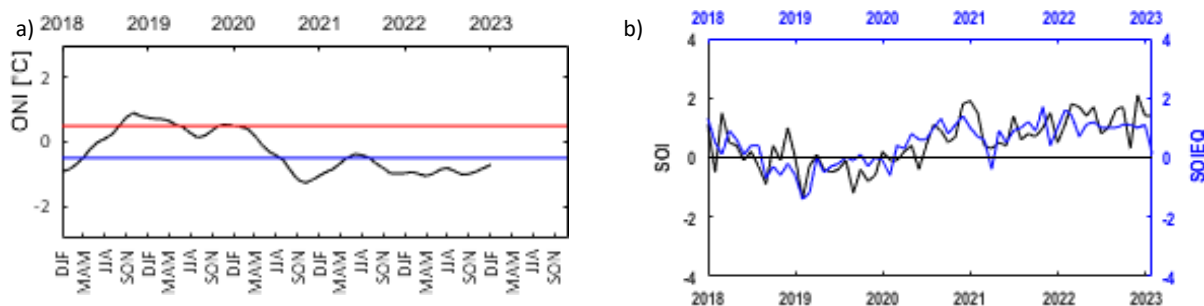 a)
2018 2019 2020 2021 2022 2023
ONI [°C]
2
0
-2
DJF MAM JJA SON DJF MAM JJA SON DJF MAM JJA SON DJF MAM JJA SON DJF MAM JJA SON DJF MAM JJA SON
b)
2018 2019 2020 2021 2022 2023
4 4
2 2
0 0
-2 -2
-4 -4
SOI
SOIEQ
2018 2019 2020 2021 2022 2023